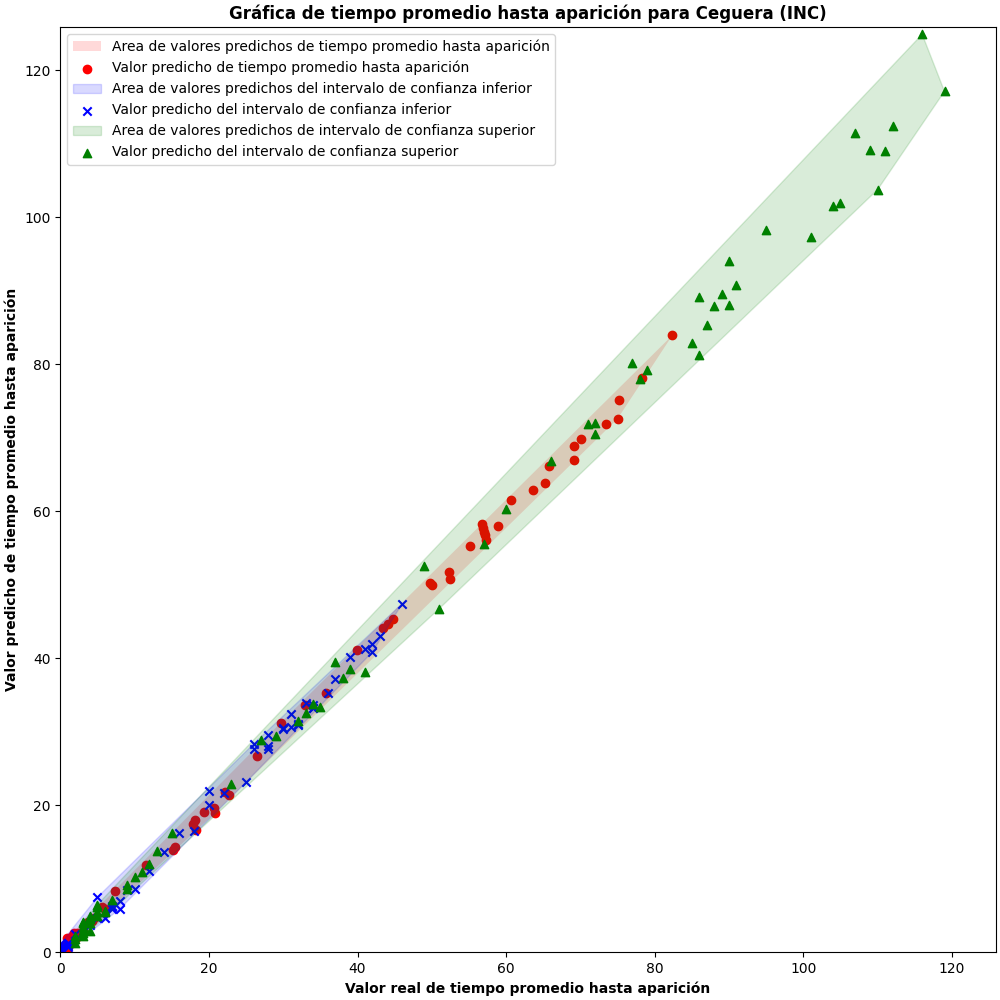 Gráfica de tiempo promedio hasta aparición para Ceguera (INC)
Area de valores predichos de tiempo promedio hasta aparición
Valor predicho de tiempo promedio hasta aparición
Area de valores predichos del intervalo de confianza inferior
Valor predicho del intervalo de confianza inferior
Area de valores predichos de intervalo de confianza superior
Valor predicho del intervalo de confianza superior
Valor predicho de tiempo promedio hasta aparición
120
100
80
60
40
20
0
0 20 40 60 80 100 120
Valor real de tiempo promedio hasta aparición